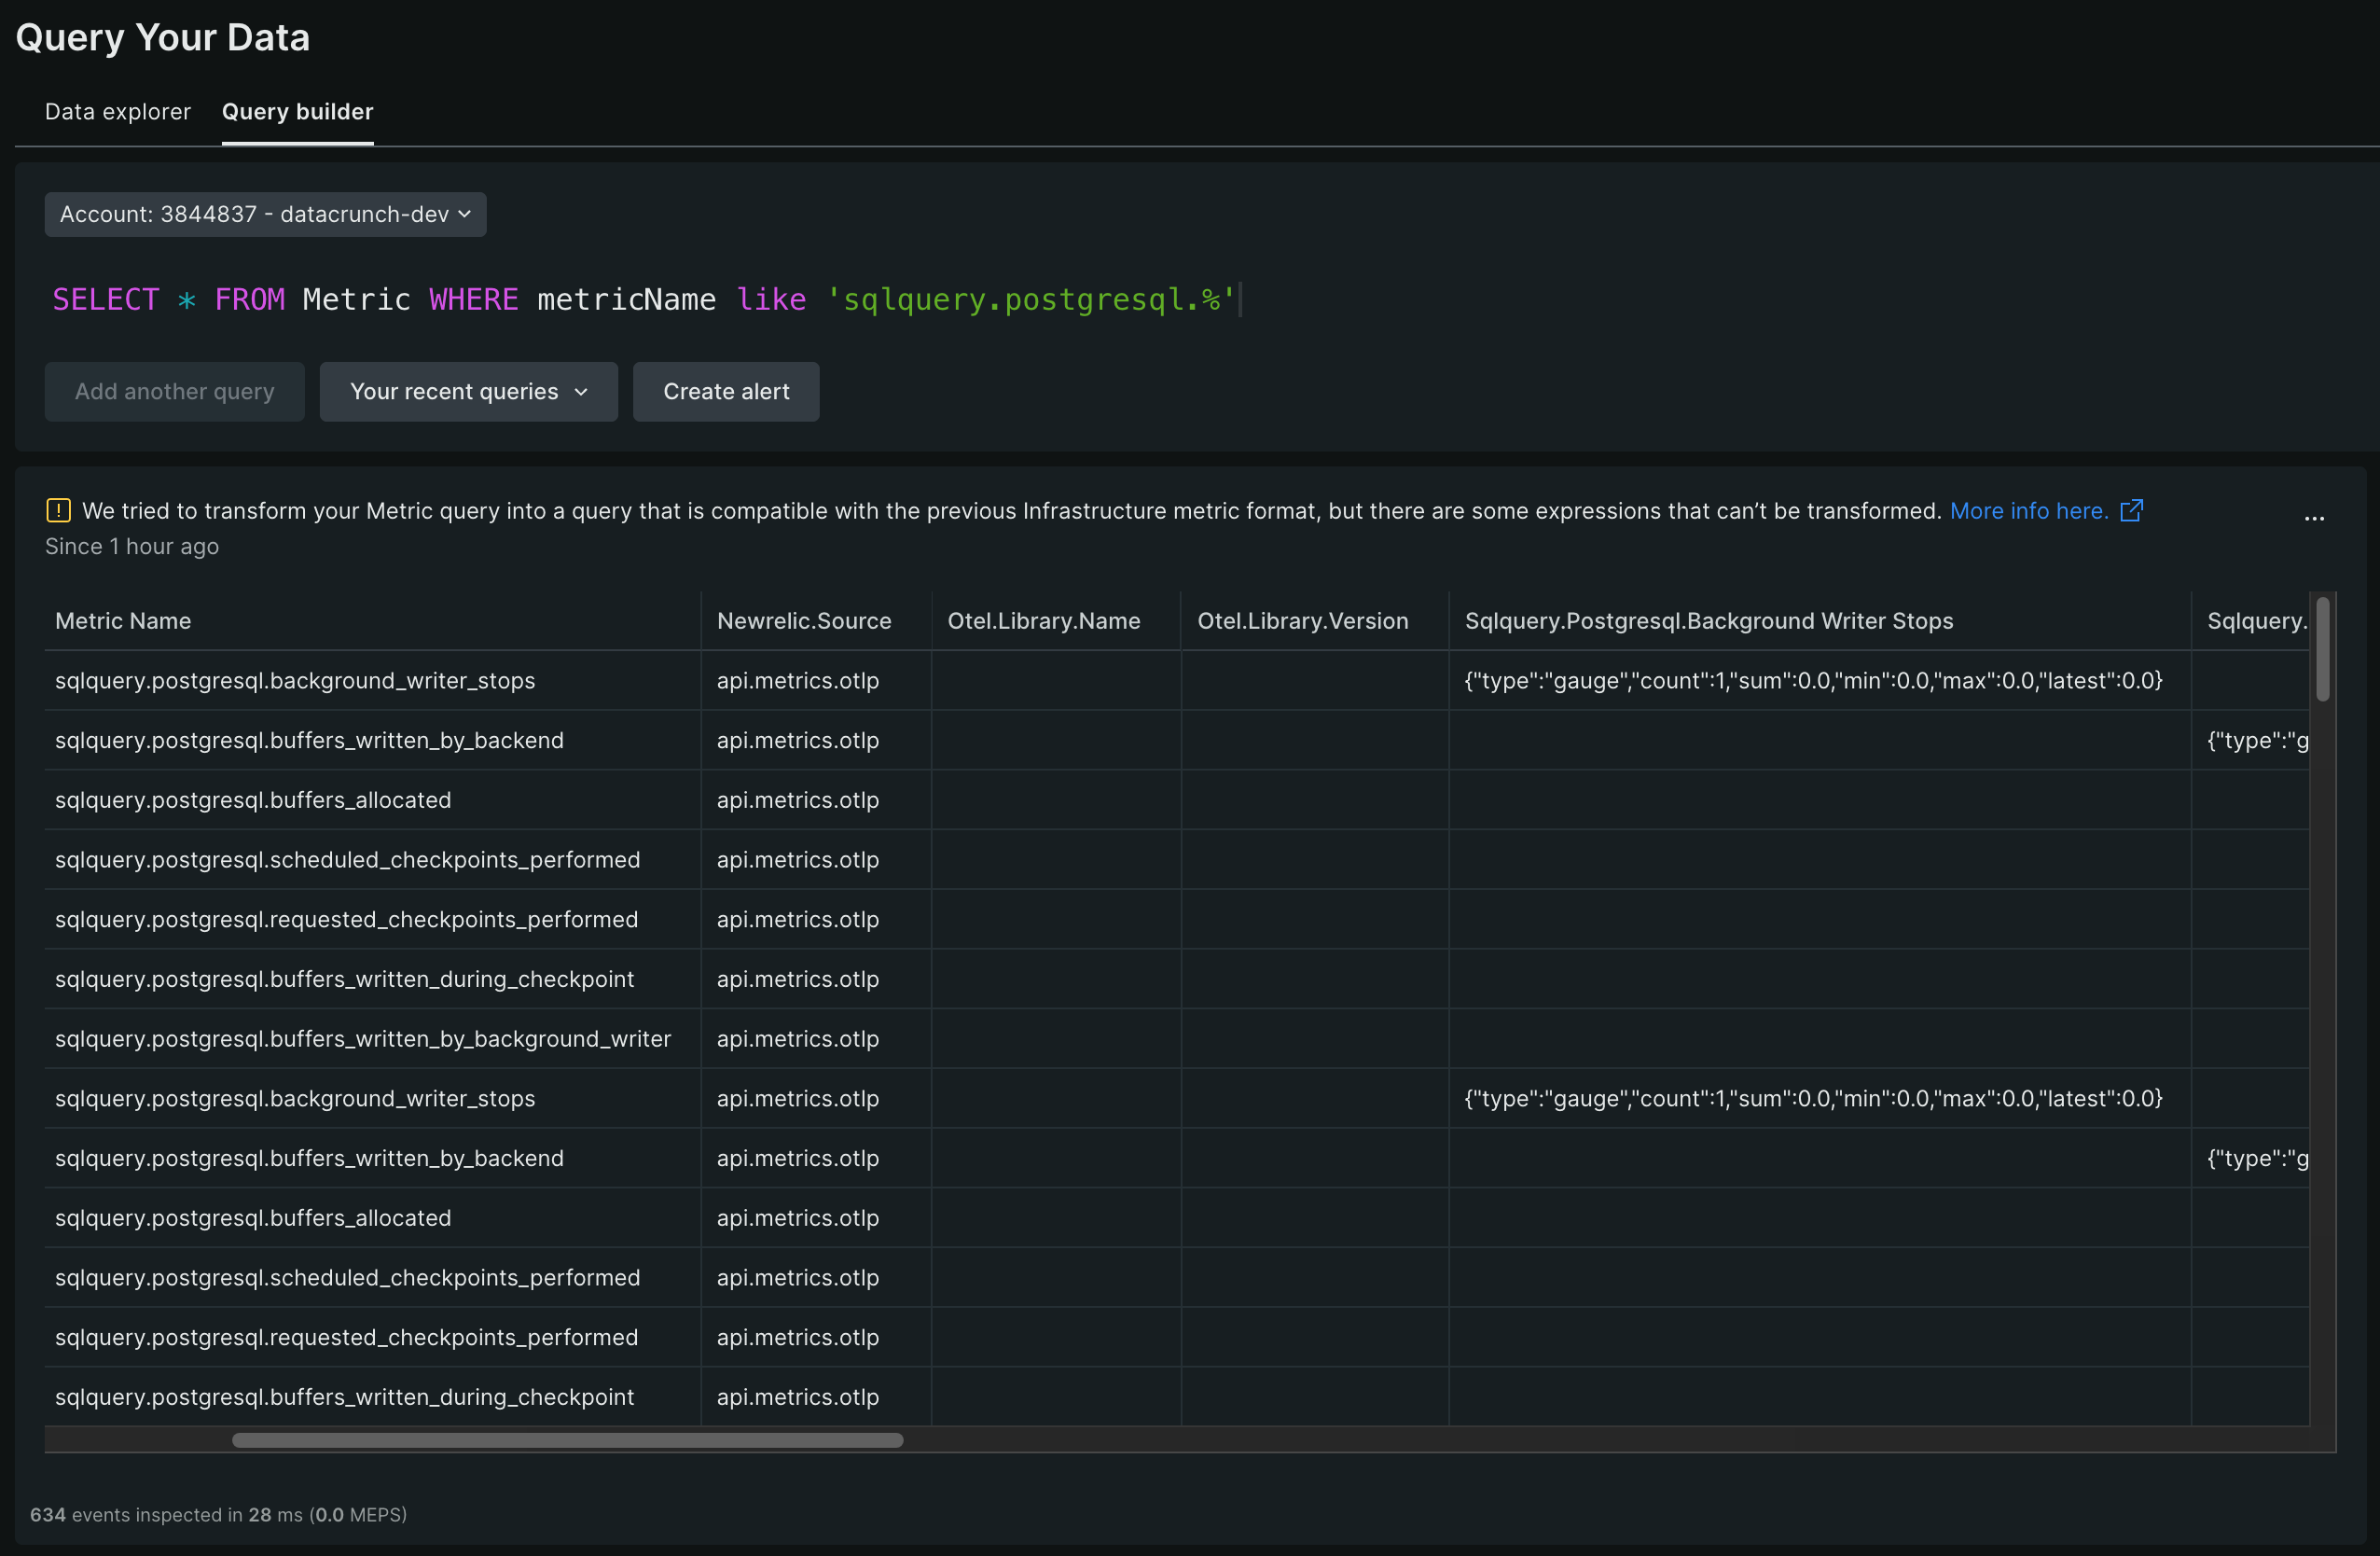 Query Your Data
Data explorer Query builder
Account: 3844837 - datacrunch-dev
SELECT * FROM Metric WHERE metricName like 'sqlquery.postgresql.%'
Add another query Your recent queries Create alert
We tried to transform your Metric query into a query that is compatible with the previous Infrastructure metric format, but there are some expressions that can’t be transformed. More info here.
Since 1 hour ago
Metric Name Newrelic.Source Otel.Library.Name Otel.Library.Version Sqlquery.Postgresql.Background Writer Stops Sqlquery.
sqlquery.postgresql.background_writer_stops api.metrics.otlp {"type":"gauge","count":1,"sum":0.0,"min":0.0,"max":0.0,"latest":0.0}
sqlquery.postgresql.buffers_written_by_backend api.metrics.otlp {"type":"g
sqlquery.postgresql.buffers_allocated api.metrics.otlp
sqlquery.postgresql.scheduled_checkpoints_performed api.metrics.otlp
sqlquery.postgresql.requested_checkpoints_performed api.metrics.otlp
sqlquery.postgresql.buffers_written_during_checkpoint api.metrics.otlp
sqlquery.postgresql.buffers_written_by_background_writer api.metrics.otlp
sqlquery.postgresql.background_writer_stops api.metrics.otlp {"type":"gauge","count":1,"sum":0.0,"min":0.0,"max":0.0,"latest":0.0}
sqlquery.postgresql.buffers_written_by_backend api.metrics.otlp {"type":"g
sqlquery.postgresql.buffers_allocated api.metrics.otlp
sqlquery.postgresql.scheduled_checkpoints_performed api.metrics.otlp
sqlquery.postgresql.requested_checkpoints_performed api.metrics.otlp
sqlquery.postgresql.buffers_written_during_checkpoint api.metrics.otlp
634 events inspected in 28 ms (0.0 MEPS)